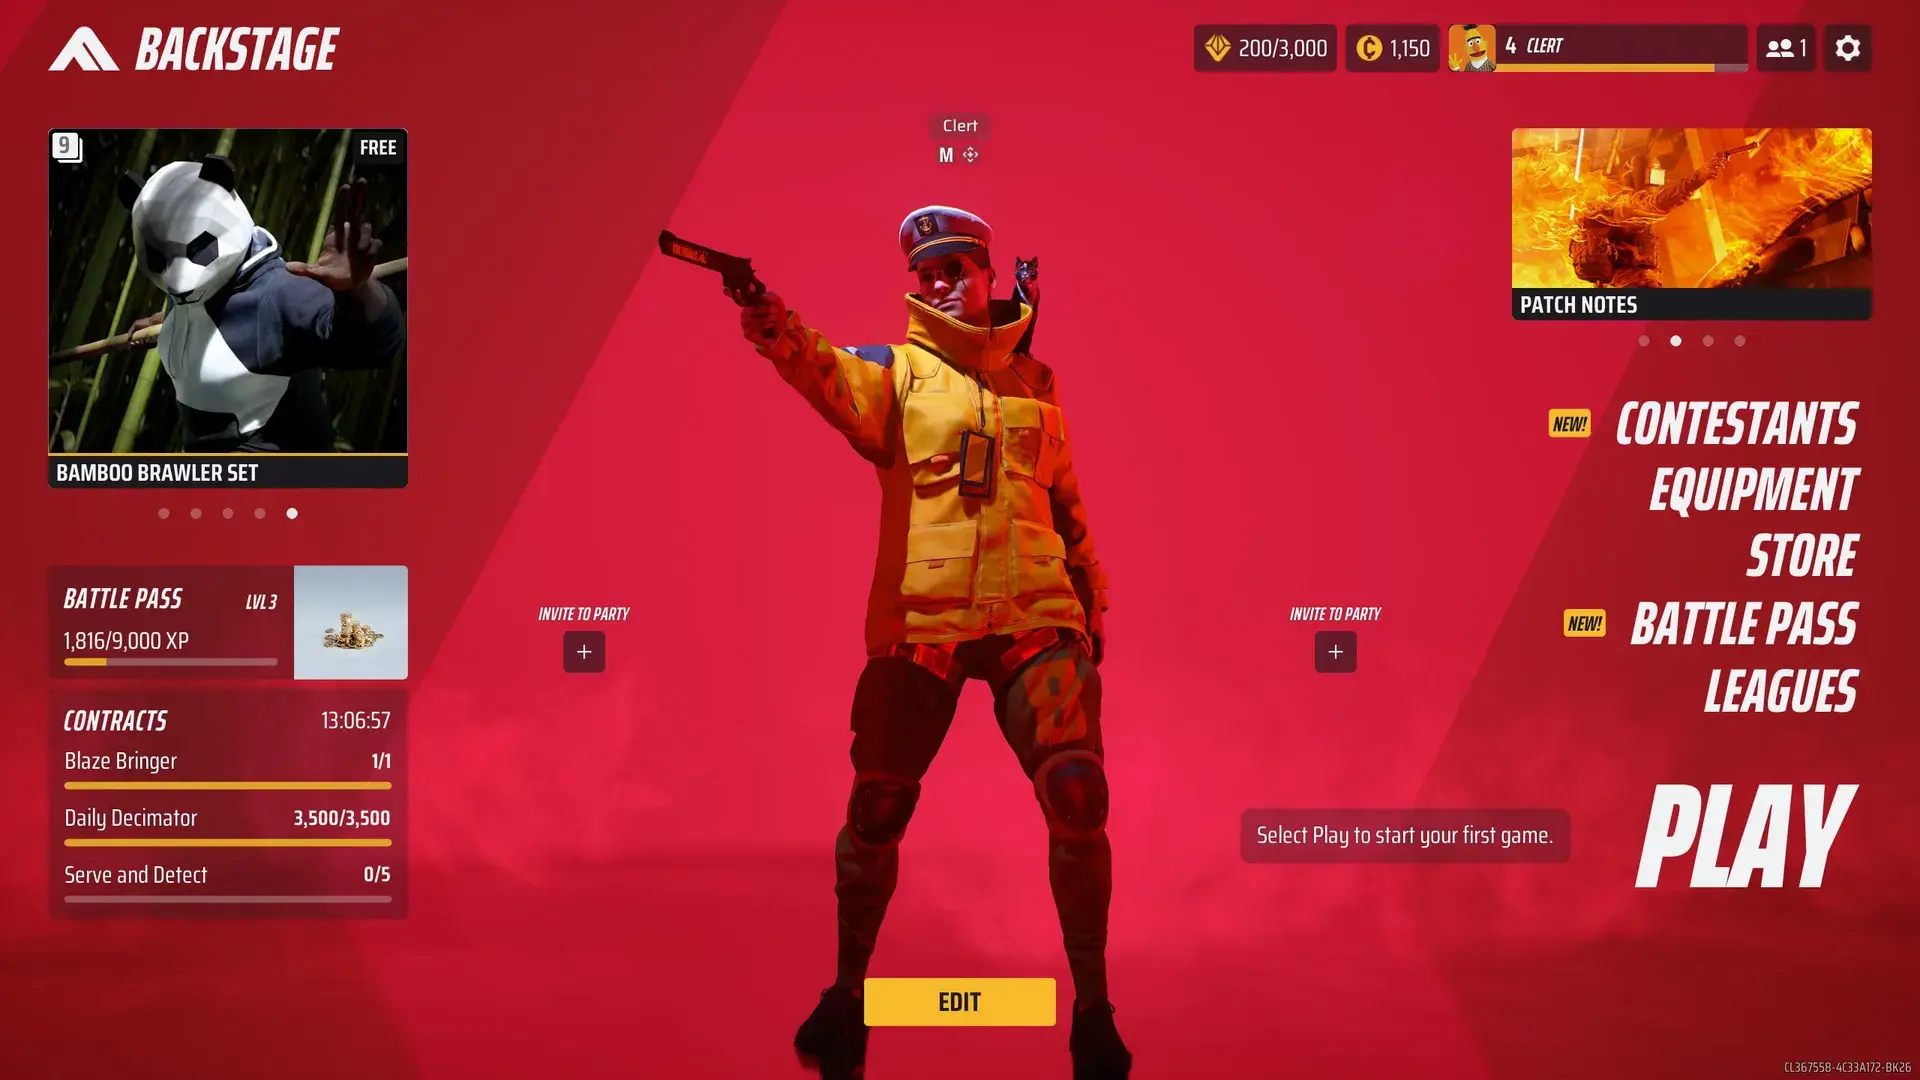 BACKSTAGE
200/3,000
1,150
4 CLERT
1
9
FREE
BAMBOO BRAWLER SET
Clert
M
PATCH NOTES
NEW! CONTESTANTS
EQUIPMENT
STORE
NEW! BATTLE PASS
LEAGUES
BATTLE PASS LVL 3
1,816/9,000 XP
INVITE TO PARTY
+
INVITE TO PARTY
+
CONTRACTS 13:06:57
Blaze Bringer 1/1
Daily Decimator 3,500/3,500
Serve and Detect 0/5
8
Select Play to start your first game.
PLAY
EDIT
CL367558-4C33A172-BK26